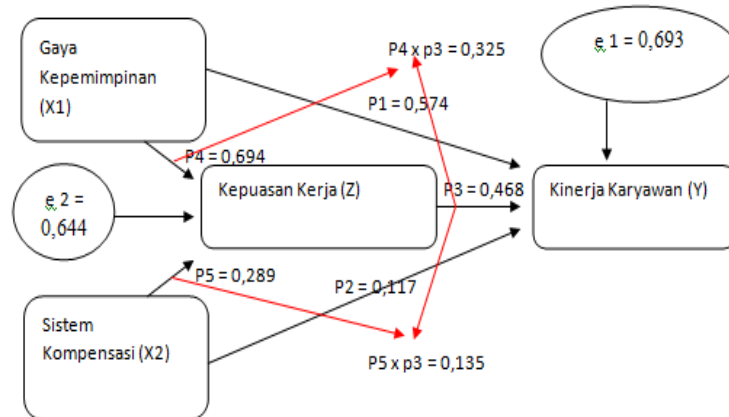 Gaya
Kepemimpinan
(X1)
P4 x p3 = 0,325
e 1 = 0,693
P1 = 0,574
P4 = 0,694
e 2 =
0,644
Kepuasan Kerja (Z)
P3 = 0,468
Kinerja Karyawan (Y)
P5 = 0,289
P2 = 0,117
Sistem
Kompensasi (X2)
P5 x p3 = 0,135